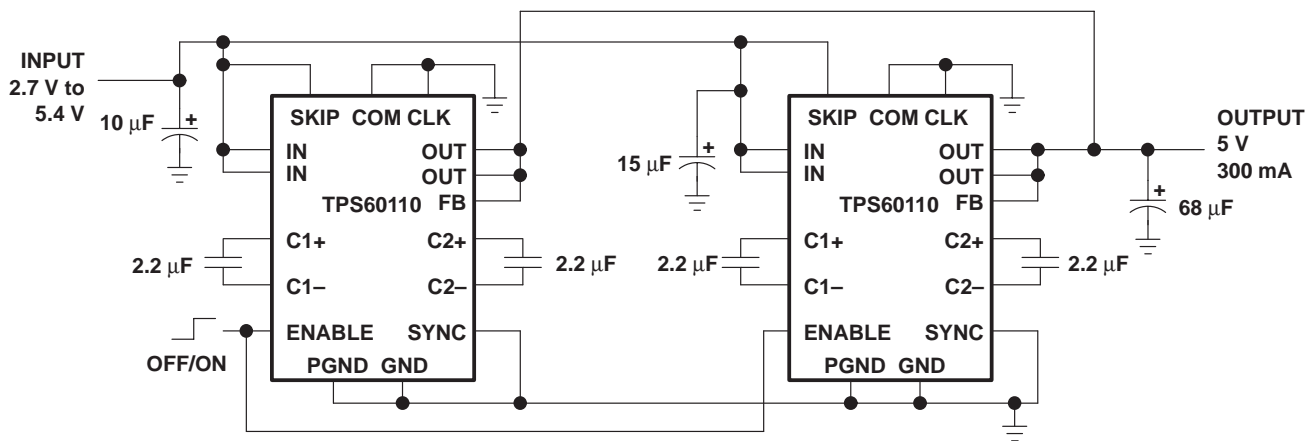 INPUT
2.7 V to
5.4 V
10 µF
SKIP COM CLK
IN
IN
OUT
OUT
TPS60110 FB
C1+
C1–
C2+
C2–
2.2 µF
2.2 µF
ENABLE SYNC
PGND GND
OFF/ON
15 µF
SKIP COM CLK
IN
IN
OUT
OUT
TPS60110 FB
C1+
C1–
C2+
C2–
2.2 µF
2.2 µF
ENABLE SYNC
PGND GND
OUTPUT
5 V
300 mA
68 µF
+
+
+